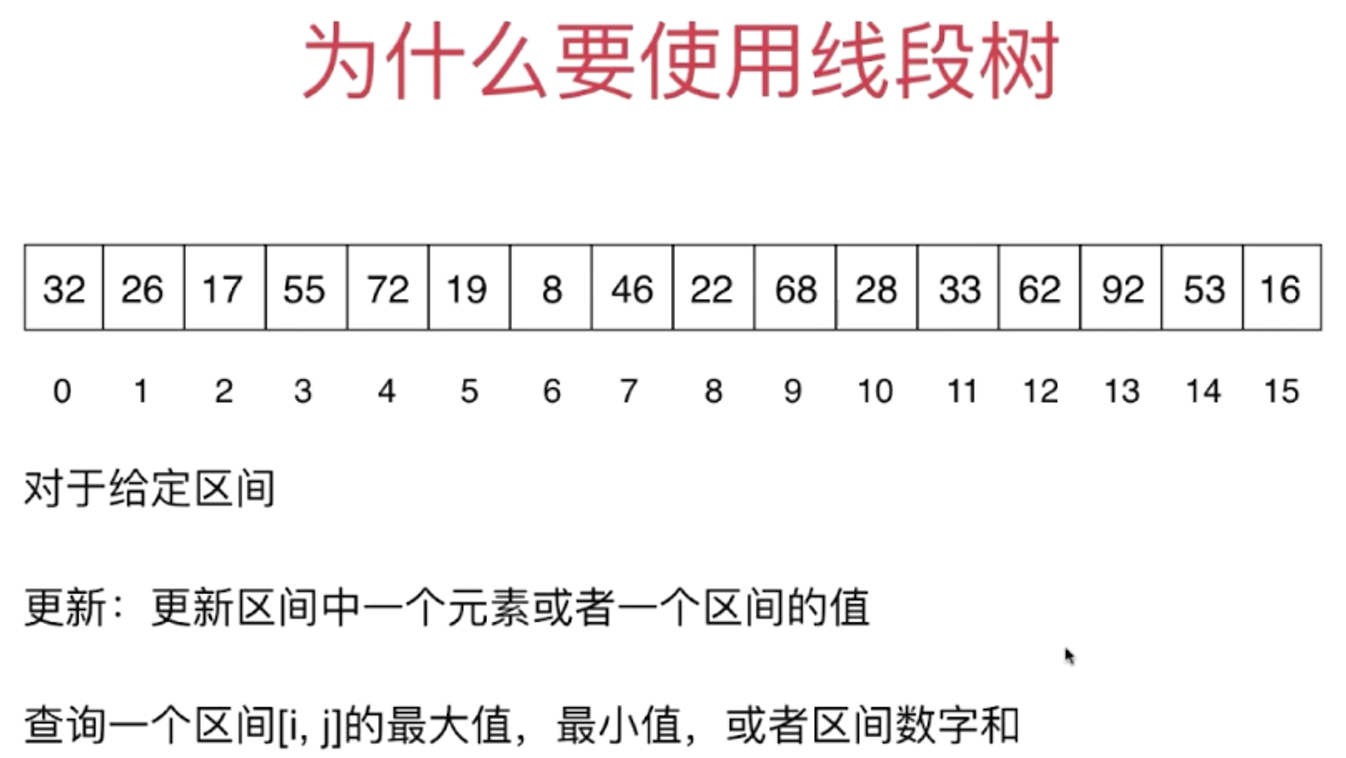 为什么要使用线段树
32 26 17 55 72 19 8 46 22 68 28 33 62 92 53 16
0 1 2 3 4 5 6 7 8 9 10 11 12 13 14 15
对于给定区间
更新：更新区间中一个元素或者一个区间的值
查询一个区间[i, j]的最大值，最小值，或者区间数字和